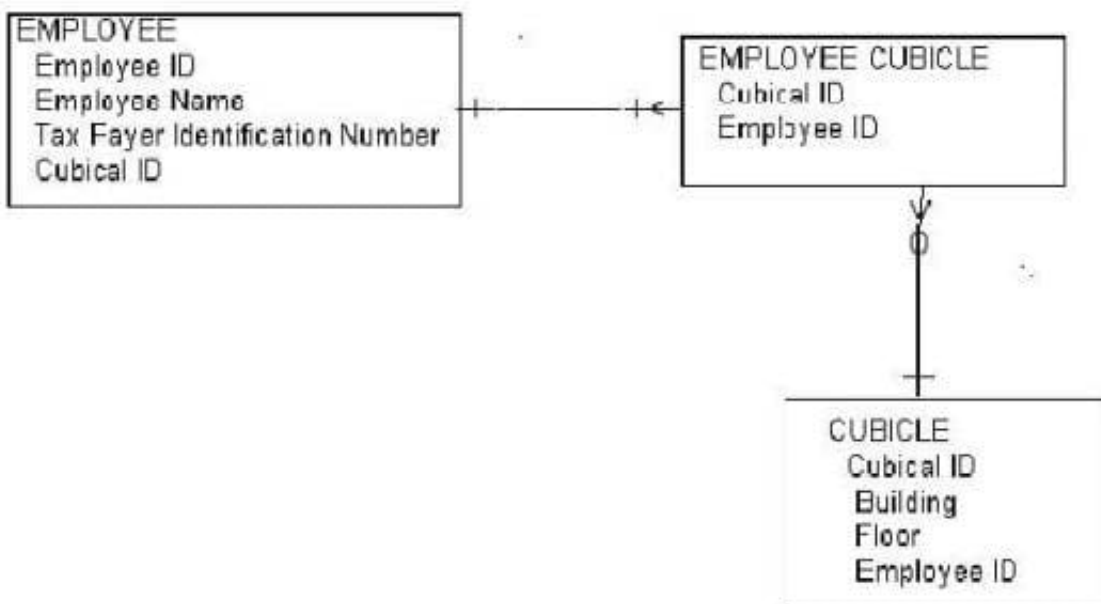 EMPLOYEE
Employee ID
Employee Name
Tax Fayer Identification Number
Cubical ID
EMPLOYEE CUBICLE
Cubical ID
Employee ID
CUBICLE
Cubical ID
Building
Floor
Employee ID